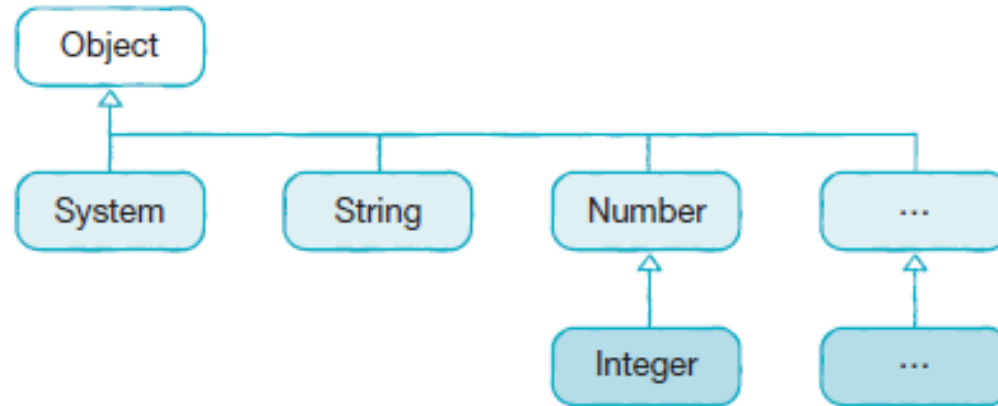 Object
System String Number ...
Integer ...